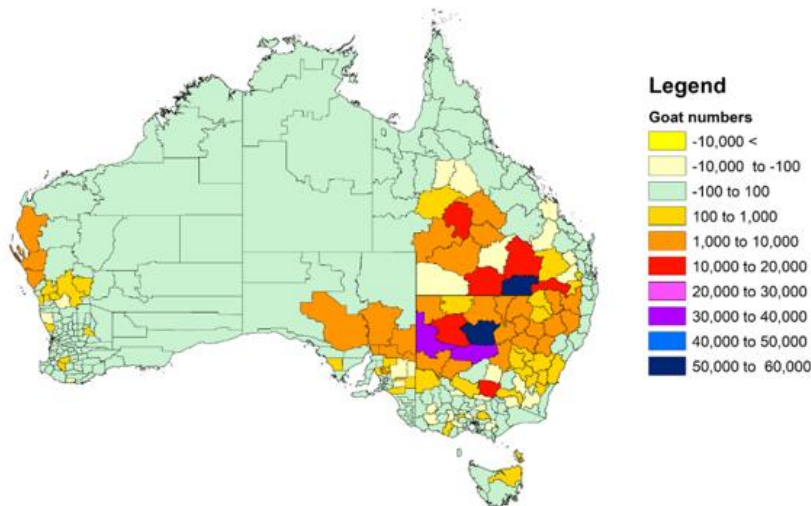 Legend
Goat numbers
-10,000 <
-10,000 to -100
-100 to 100
100 to 1,000
1,000 to 10,000
10,000 to 20,000
20,000 to 30,000
30,000 to 40,000
40,000 to 50,000
50,000 to 60,000